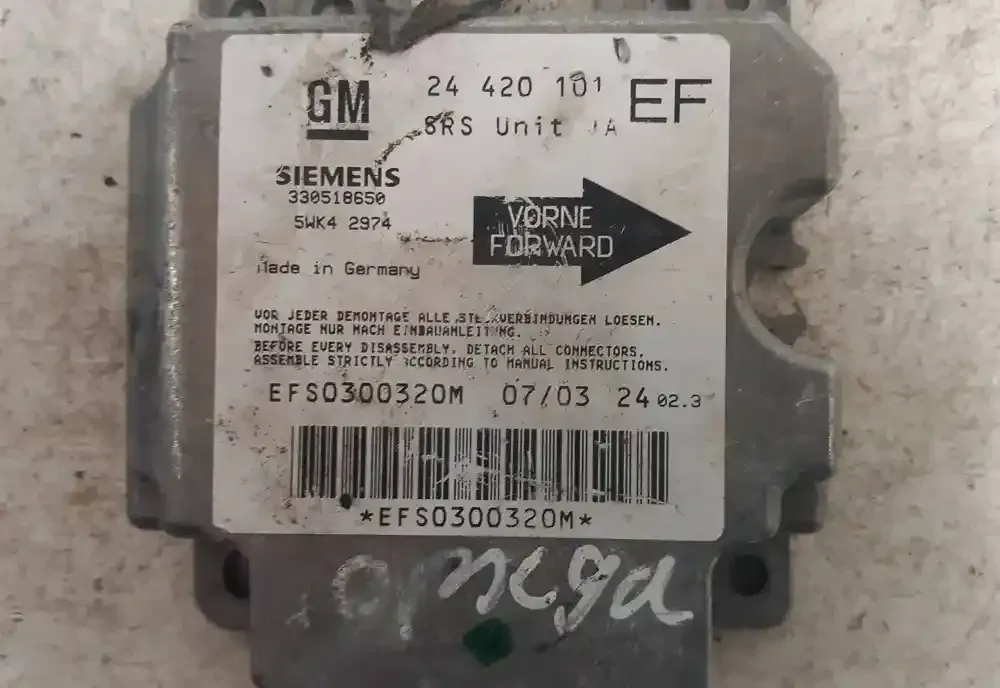 GM
24 420 101
EF
SRS Unit
SIEMENS
330518650
5WK4 2974
VORNE
FORWARD
Made in Germany
VOR JEDER DEMONTAGE ALLE LOESEN.
MONTAGE NUR NACH EINBAUANLEITUNG.
BEFORE EVERY DISASSEMBLY, DETACH ALL CONNECTORS,
ASSEMBLE STRICTLY ACCORDING TO MANUAL INSTRUCTIONS.
EFS0300320M 07/03 24 02.3
*EFS0300320M*
omega